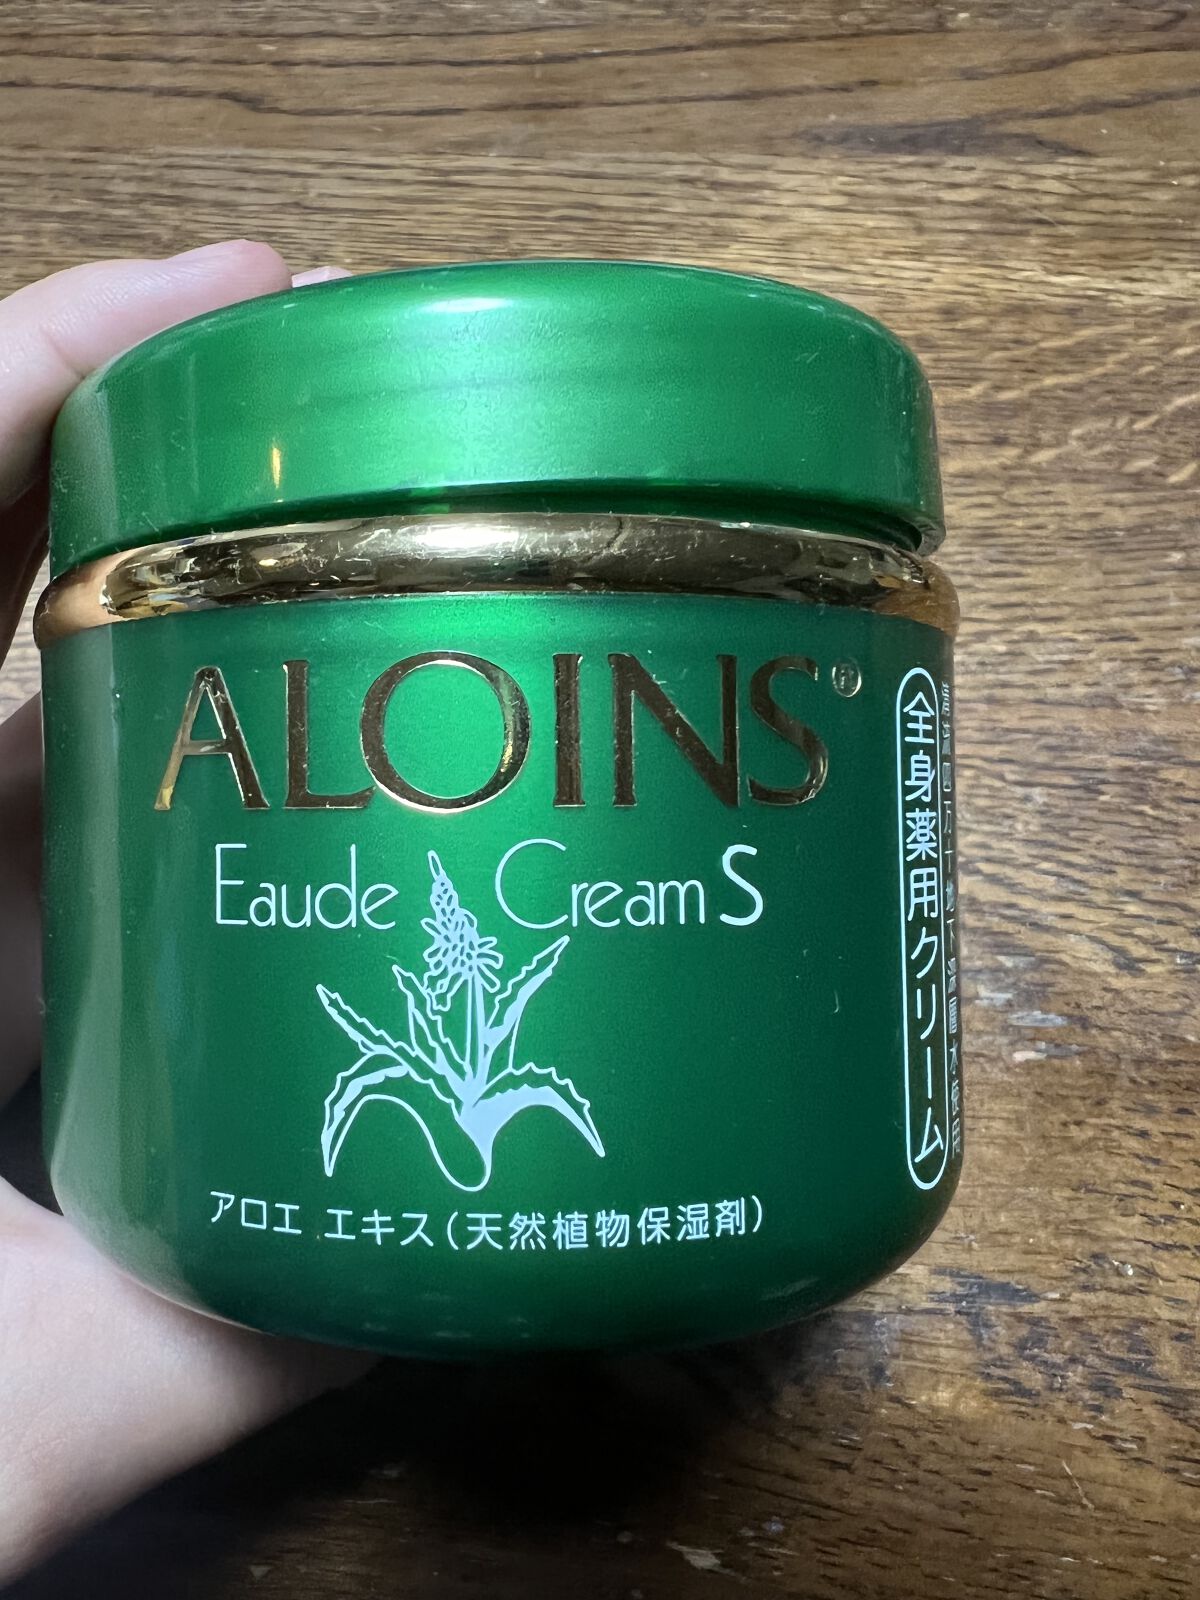 ALOINS®
Eaude Cream S
アロエ エキス(天然植物保湿剤)
全身薬用クリーム